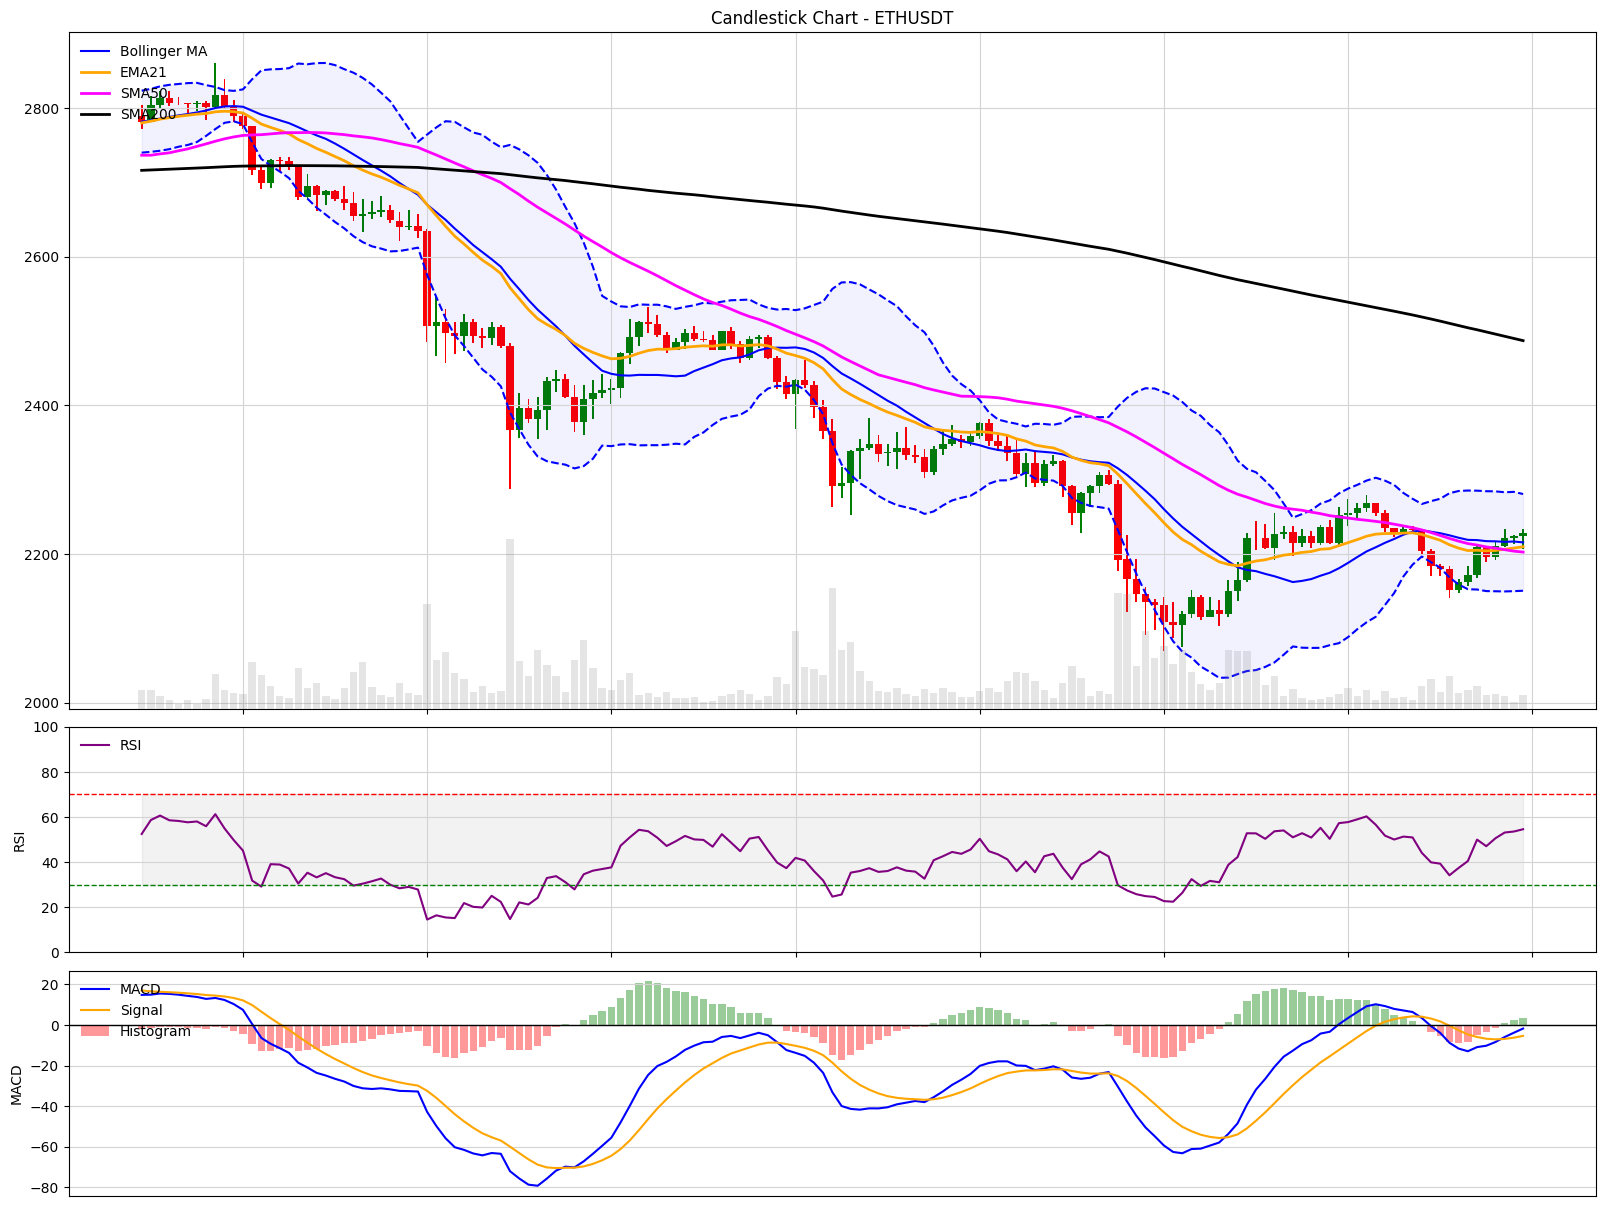 Candlestick Chart - ETHUSDT
Bollinger MA
EMA21
SMA50
SMA200
2800
2600
2400
2200
2000
RSI
100
80
60
40
20
0
RSI
MACD
Signal
Histogram
20
0
−20
−40
−60
−80
MACD